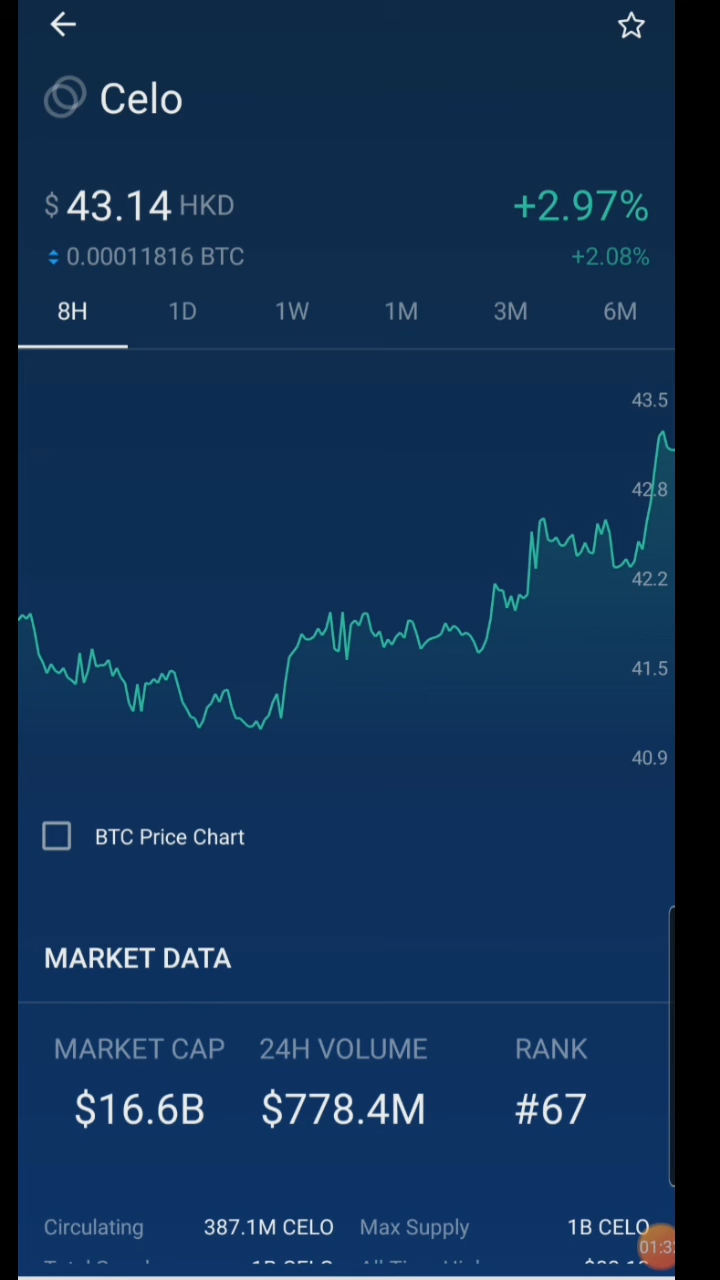 Celo
$ 43.14 HKD +2.97%
0.00011816 BTC +2.08%
8H 1D 1W 1M 3M 6M
43.5
42.8
42.2
41.5
40.9
BTC Price Chart
MARKET DATA
MARKET CAP 24H VOLUME RANK
$16.6B $778.4M #67
Circulating 387.1M CELO Max Supply 1B CELO